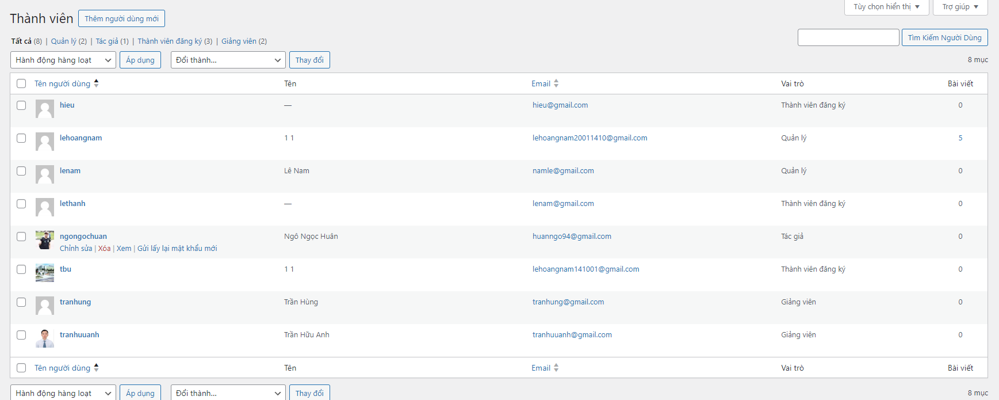 Tùy chọn hiển thị Trợ giúp
Thành viên Thêm người dùng mới
Tất cả (8) | Quản lý (2) | Tác giả (1) | Thành viên đăng ký (3) | Giảng viên (2)
Tìm Kiếm Người Dùng
Hành động hàng loạt Áp dụng Đổi thành... Thay đổi 8 mục
Tên người dùng Tên Email Vai trò Bài viết
hieu — hieu@gmail.com Thành viên đăng ký 0
lehoangnam 1 1 lehoangnam20011410@gmail.com Quản lý 5
lenam Lê Nam namle@gmail.com Quản lý 0
lethanh — lenam@gmail.com Thành viên đăng ký 0
ngongochuan Ngô Ngọc Huân huanngo94@gmail.com Tác giả 0
Chỉnh sửa | Xóa | Xem | Gửi lấy lại mật khẩu mới
tbu 1 1 lehoangnam141001@gmail.com Thành viên đăng ký 0
tranhung Trần Hùng tranhung@gmail.com Giảng viên 0
tranhuuanh Trần Hữu Anh tranhuuanh@gmail.com Giảng viên 0
Tên người dùng Tên Email Vai trò Bài viết
Hành động hàng loạt Áp dụng Đổi thành... Thay đổi 8 mục